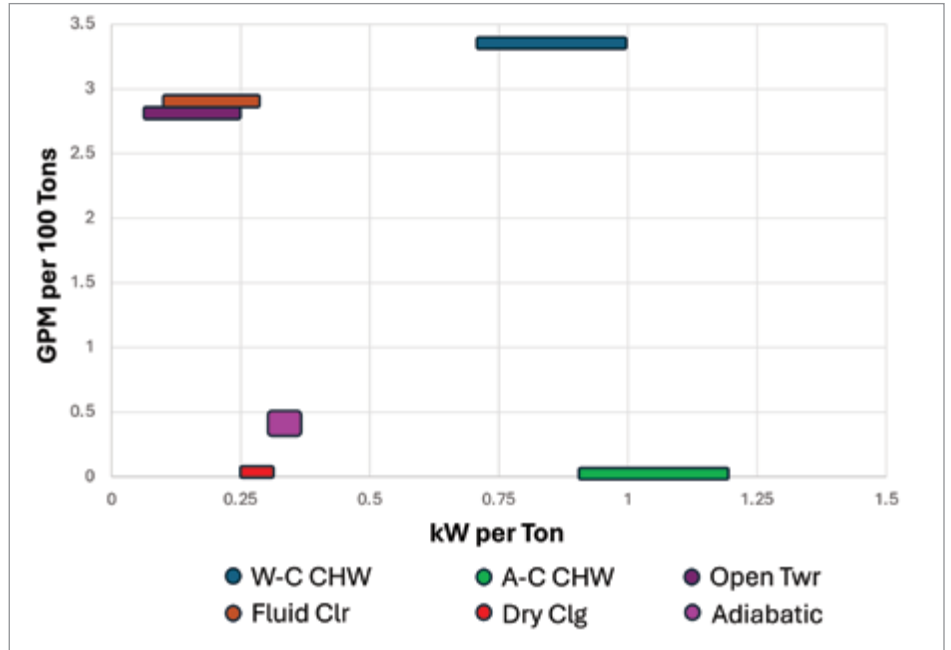 3.5
3
2.5
2
1.5
1
0.5
0
GPM per 100 Tons
0 0.25 0.5 0.75 1 1.25 1.5
kW per Ton
W-C CHW A-C CHW Open Twr
Fluid Clr Dry Clg Adiabatic